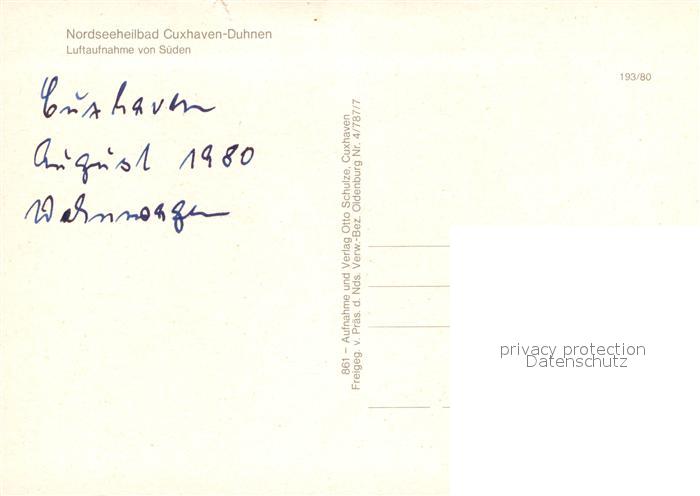 Nordseeheilbad Cuxhaven-Duhnen
Luftaufnahme von Süden
193/80
Cuxhaven
August 1980
Wohnwagen
861 – Aufnahme und Verlag Otto Schulze, Cuxhaven
Freigeg. v. Präs. d. Nds. Verw.-Bez. Oldenburg Nr. 4/787/7
privacy protection
Datenschutz